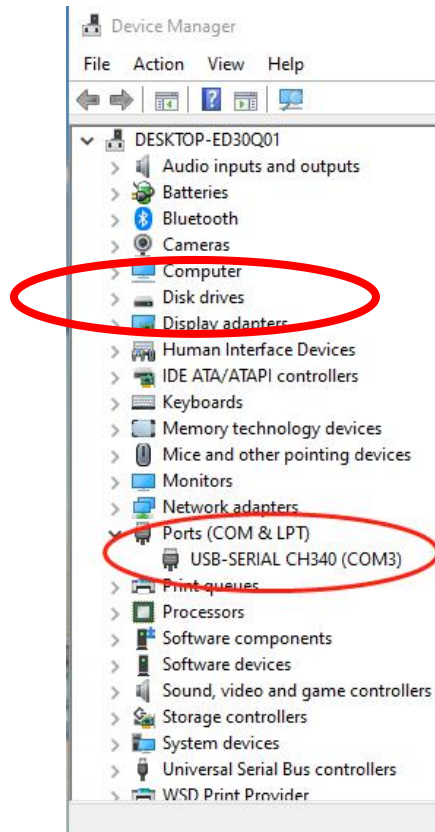 Device Manager
File Action View Help
DESKTOP-ED30Q01
Audio inputs and outputs
Batteries
Bluetooth
Cameras
Computer
Disk drives
Display adapters
Human Interface Devices
IDE ATA/ATAPI controllers
Keyboards
Memory technology devices
Mice and other pointing devices
Monitors
Network adapters
Ports (COM & LPT)
USB-SERIAL CH340 (COM3)
Print queues
Processors
Software components
Software devices
Sound, video and game controllers
Storage controllers
System devices
Universal Serial Bus controllers
WSD Print Provider